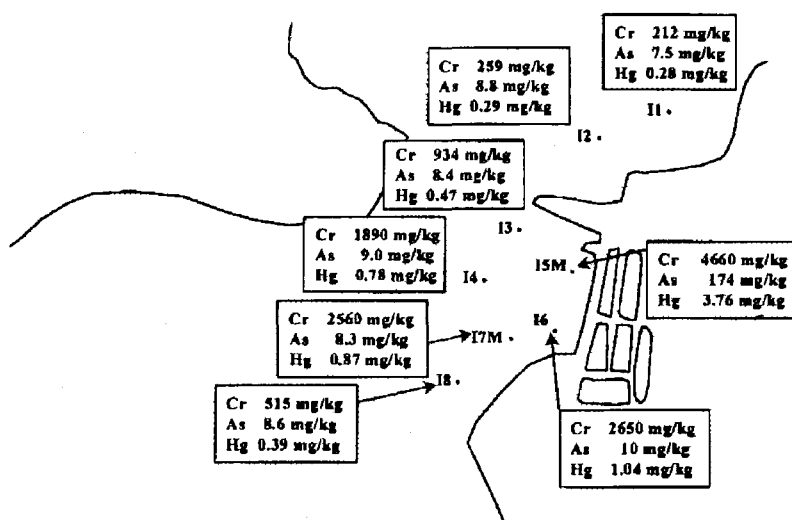 Cr 212 mg/kg
As 7.5 mg/kg
Hg 0.28 mg/kg
I1
Cr 259 mg/kg
As 8.8 mg/kg
Hg 0.29 mg/kg
I2
Cr 934 mg/kg
As 8.4 mg/kg
Hg 0.47 mg/kg
I3
Cr 1890 mg/kg
As 9.0 mg/kg
Hg 0.78 mg/kg
I4
I5M
Cr 4660 mg/kg
As 174 mg/kg
Hg 3.76 mg/kg
Cr 2560 mg/kg
As 8.3 mg/kg
Hg 0.87 mg/kg
I7M
I6
Cr 515 mg/kg
As 8.6 mg/kg
Hg 0.39 mg/kg
I8
Cr 2650 mg/kg
As 10 mg/kg
Hg 1.04 mg/kg